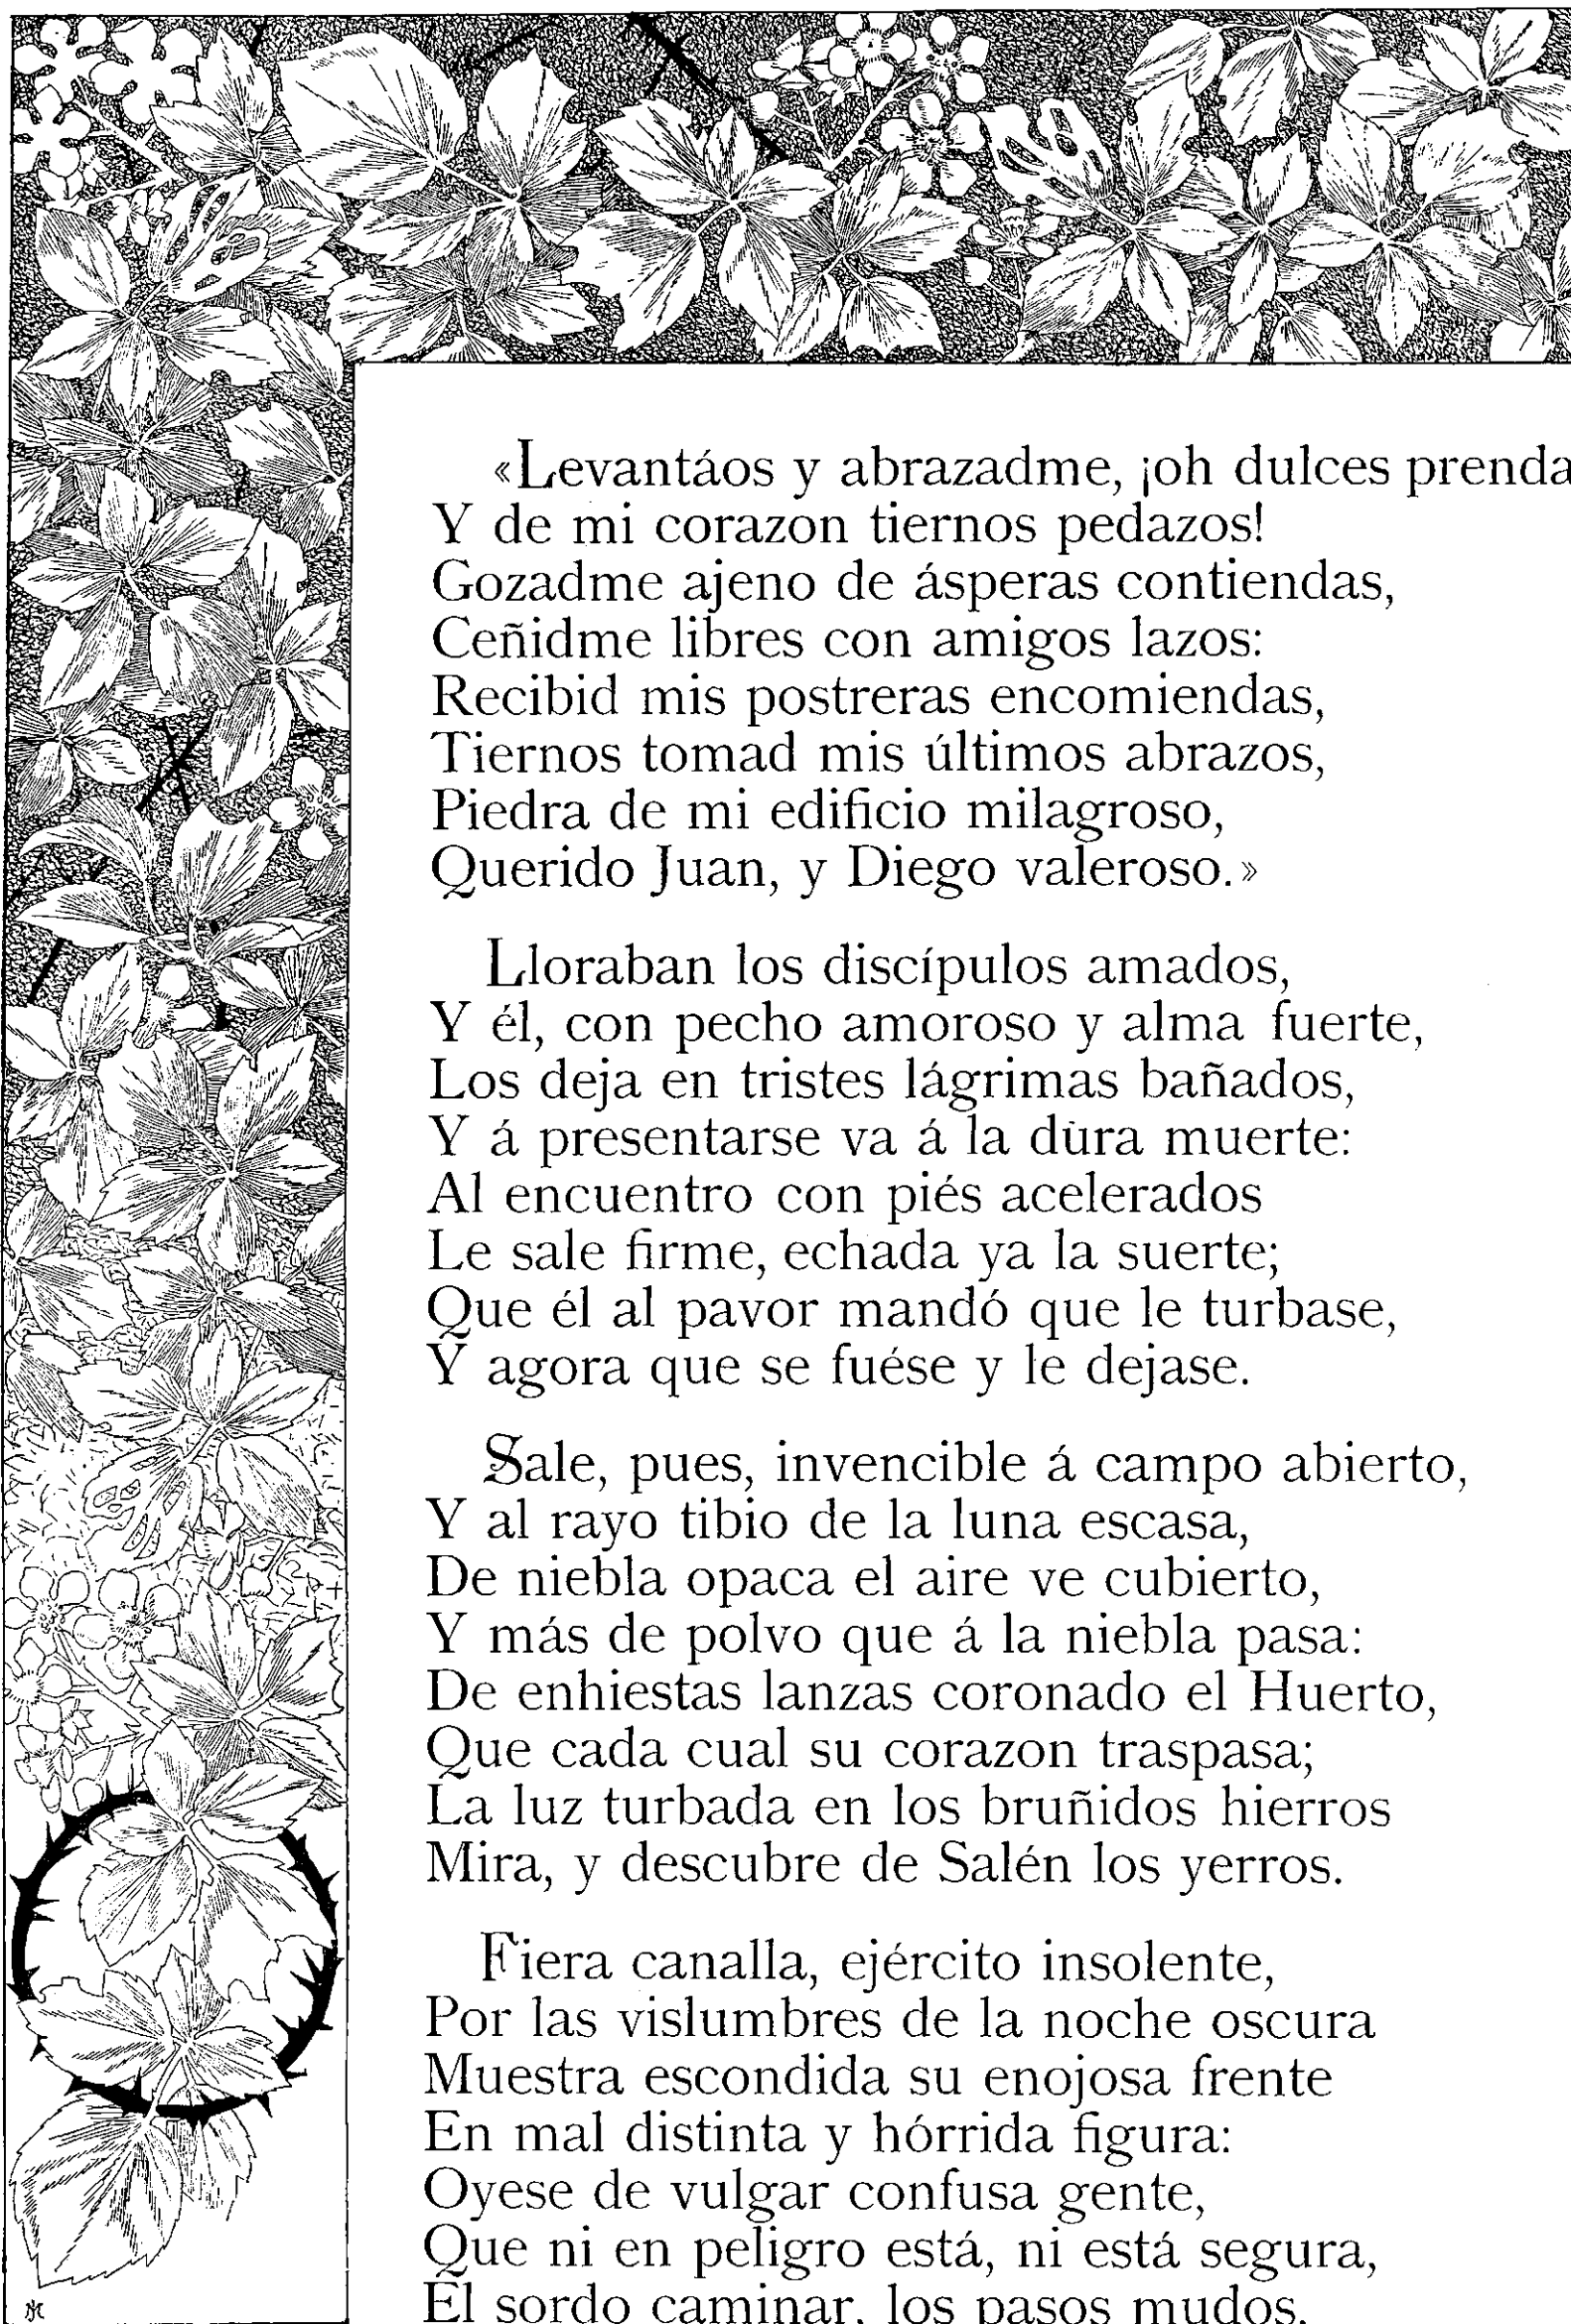 «Levantáos y abrazadme, ¡oh dulces prenda
Y de mi corazon tiernos pedazos!
Gozadme ajeno de ásperas contiendas,
Ceñidme libres con amigos lazos:
Recibid mis postreras encomiendas,
Tiernos tomad mis últimos abrazos,
Piedra de mi edificio milagroso,
Querido Juan, y Diego valeroso.»
Lloraban los discípulos amados,
Y él, con pecho amoroso y alma fuerte,
Los deja en tristes lágrimas bañados,
Y á presentarse va á la dura muerte:
Al encuentro con piés acelerados
Le sale firme, echada ya la suerte;
Que él al pavor mandó que le turbase,
Y agora que se fuése y le dejase.
Sale, pues, invencible á campo abierto,
Y al rayo tibio de la luna escasa,
De niebla opaca el aire ve cubierto,
Y más de polvo que á la niebla pasa:
De enhiestas lanzas coronado el Huerto,
Que cada cual su corazon traspasa;
La luz turbada en los bruñidos hierros
Mira, y descubre de Salén los yerros.
Fiera canalla, ejército insolente,
Por las vislumbres de la noche oscura
Muestra escondida su enojosa frente
En mal distinta y hórrida figura:
Oyese de vulgar confusa gente,
Que ni en peligro está, ni está segura,
El sordo caminar, los pasos mudos,